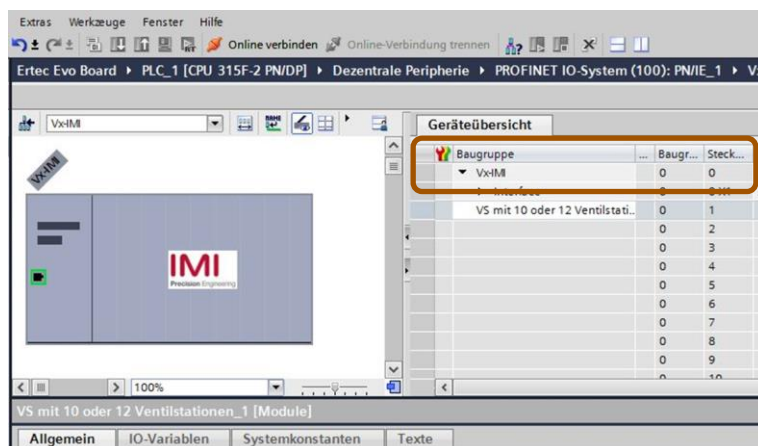 Extras Werkzeuge Fenster Hilfe
Online verbinden Online-Verbindung trennen
Ertec Evo Board PLC_1 [CPU 315F-2 PN/DP] Dezentrale Peripherie PROFINET IO-System (100): PN/IE_1
Vx-IMI
Geräteübersicht
Baugruppe ... Baugr... Steck...
Vx-IMI 0 0
VS mit 10 oder 12 Ventilstati... 0 1
0 2
0 3
0 4
0 5
0 6
0 7
0 8
0 9
Vx-IMI
IMI
Precision Engineering
100%
VS mit 10 oder 12 Ventilstationen_1 [Module]
Allgemein IO-Variablen Systemkonstanten Texte